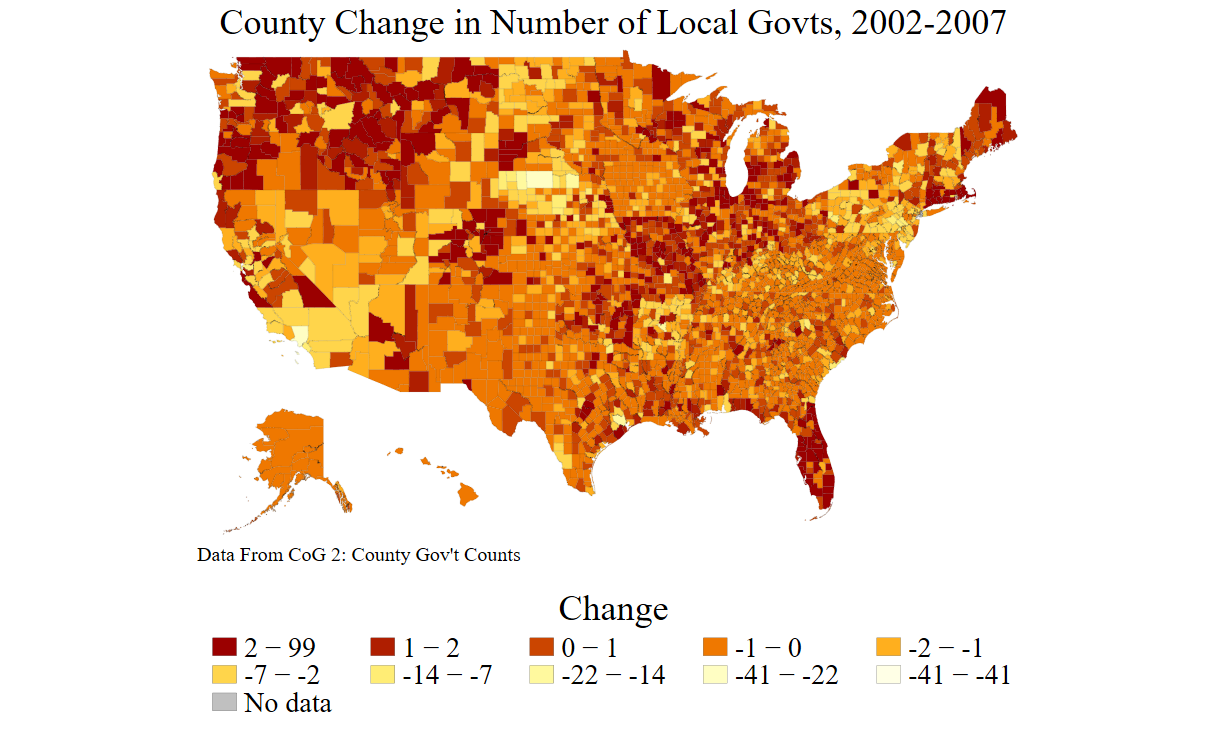 County Change in Number of Local Govts, 2002-2007
Data From CoG 2: County Gov't Counts
Change
2 − 99 1 − 2 0 − 1 -1 − 0 -2 − -1
-7 − -2 -14 − -7 -22 − -14 -41 − -22 -41 − -41
No data